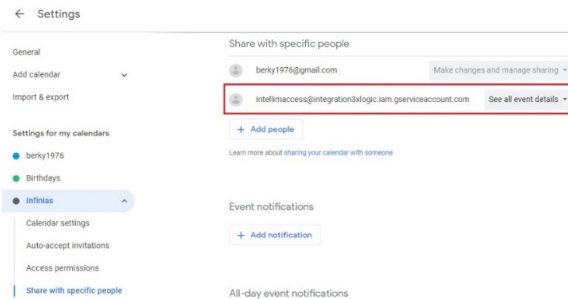 ← Settings
General
Add calendar
Import & export
Settings for my calendars
berky1976
Birthdays
Infinias
Calendar settings
Auto-accept invitations
Access permissions
Share with specific people
Share with specific people
berky1976@gmail.com Make changes and manage sharing
intellimaccess@integration3xlogic.iam.gserviceaccount.com See all event details
+ Add people
Learn more about sharing your calendar with someone
Event notifications
+ Add notification
All-day event notifications